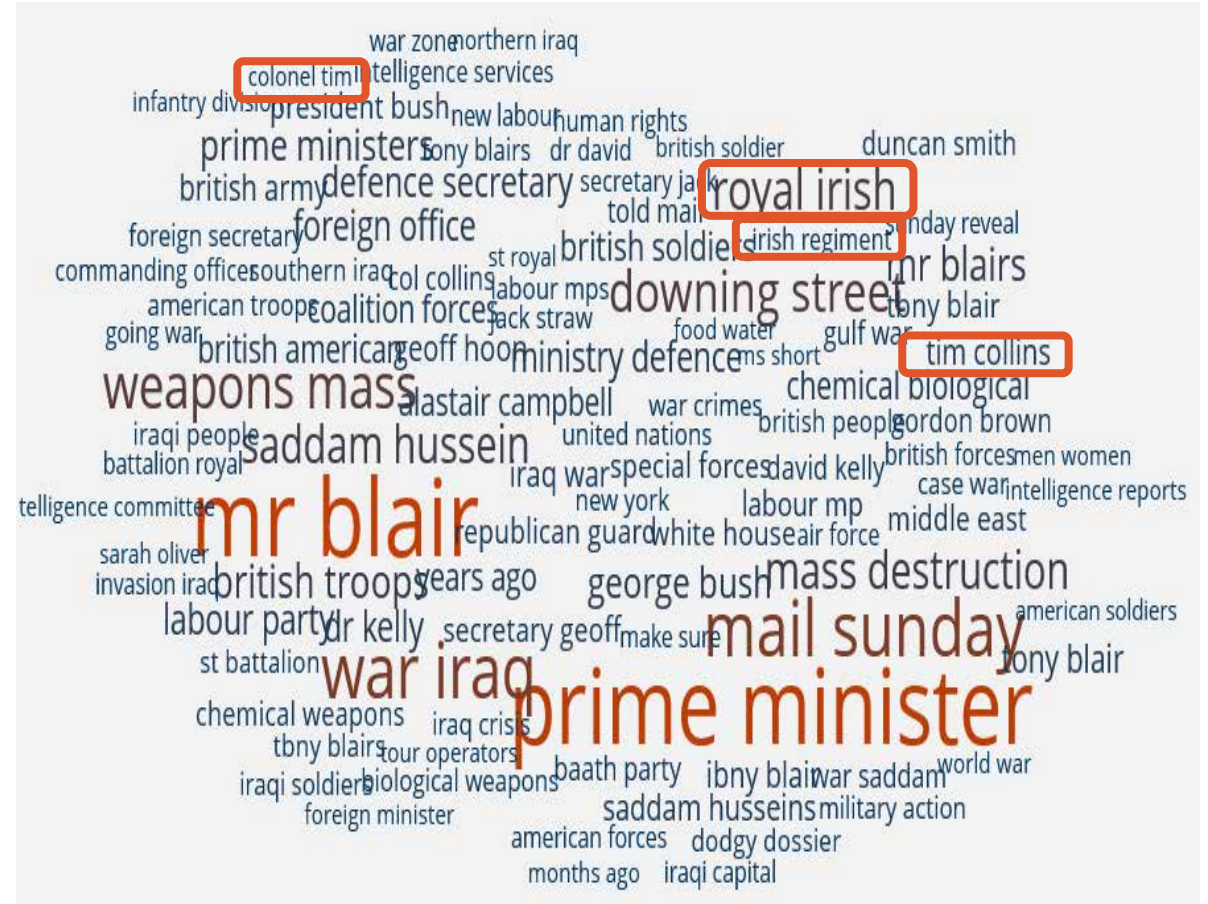 war zone northern iraq
colonel tim intelligence services
infantry division president bush new labour human rights
prime ministers tony blairs dr david british soldier duncan smith
british army defence secretary secretary jack royal irish
told mail
foreign secretary foreign office british soldiers irish regiment sunday reveal
commanding officer southern iraq col collins st royal labour mps downing street mr blairs
american troops coalition forces jack straw tbny blair
going war british american geoff hoon ministry defence food water ms short gulf war tim collins
weapons mass alastair campbell war crimes chemical biological
iraqi people saddam hussein united nations british people gordon brown
battalion royal iraq war special forces david kelly british forces men women
telligence committee mr blair new york labour mp case war intelligence reports
republican guard white house air force middle east
sarah oliver
invasion iraq british troops years ago george bush mass destruction
labour party dr kelly secretary geoff make sure mail sunday american soldiers
st battalion war iraq tony blair
chemical weapons iraq crisis prime minister
tbny blairs tour operators
iraqi soldiers biological weapons baath party ibny blair war saddam world war
foreign minister saddam husseins military action
american forces dodgy dossier
months ago iraqi capital